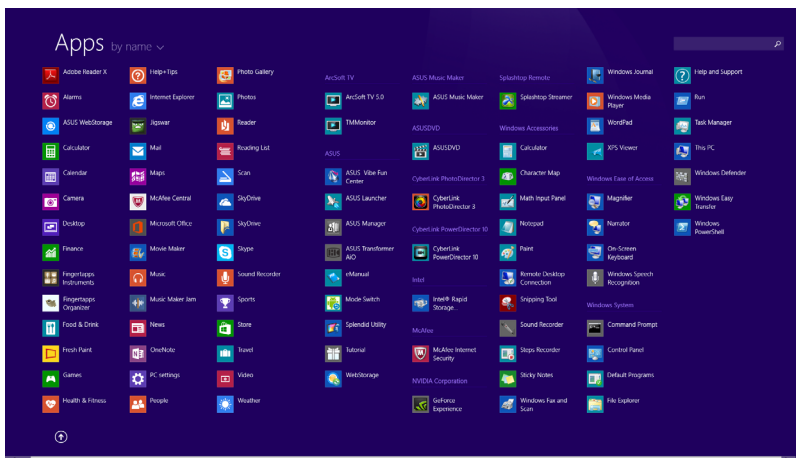 Apps by name
Adobe Reader X
Alarms
ASUS WebStorage
Calculator
Calendar
Camera
Desktop
Finance
Fingertapps
Instruments
Fingertapps
Organizer
Food & Drink
Fresh Paint
Games
Health & Fitness
Help+Tips
Internet Explorer
Jigswar
Mail
Maps
McAfee Central
Microsoft Office
Movie Maker
Music
Music Maker Jam
News
OneNote
PC settings
People
Photo Gallery
Photos
Reader
Reading List
Scan
SkyDrive
SkyDrive
Skype
Sound Recorder
Sports
Store
Travel
Video
Weather
ArcSoft TV
ArcSoft TV 5.0
TMMonitor
ASUS
ASUS Vibe Fun
Center
ASUS Launcher
ASUS Manager
ASUS Transformer
AiO
eManual
Mode Switch
Splendid Utility
Tutorial
WebStorage
ASUS Music Maker
ASUS Music Maker
ASUSDVD
ASUSDVD
CyberLink PhotoDirector 3
CyberLink
PhotoDirector 3
CyberLink PowerDirector 10
CyberLink
PowerDirector 10
Intel
Intel® Rapid
Storage...
McAfee
McAfee Internet
Security
NVIDIA Corporation
GeForce
Experience
Splashtop Remote
Splashtop Streamer
Windows Accessories
Calculator
Character Map
Math Input Panel
Notepad
Paint
Remote Desktop
Connection
Snipping Tool
Sound Recorder
Steps Recorder
Sticky Notes
Windows Fax and
Scan
Windows Journal
Windows Media
Player
WordPad
XPS Viewer
Windows Ease of Access
Magnifier
Narrator
On-Screen
Keyboard
Windows Speech
Recognition
Windows System
Command Prompt
Control Panel
Default Programs
File Explorer
Help and Support
Run
Task Manager
This PC
Windows Defender
Windows Easy
Transfer
Windows
PowerShell